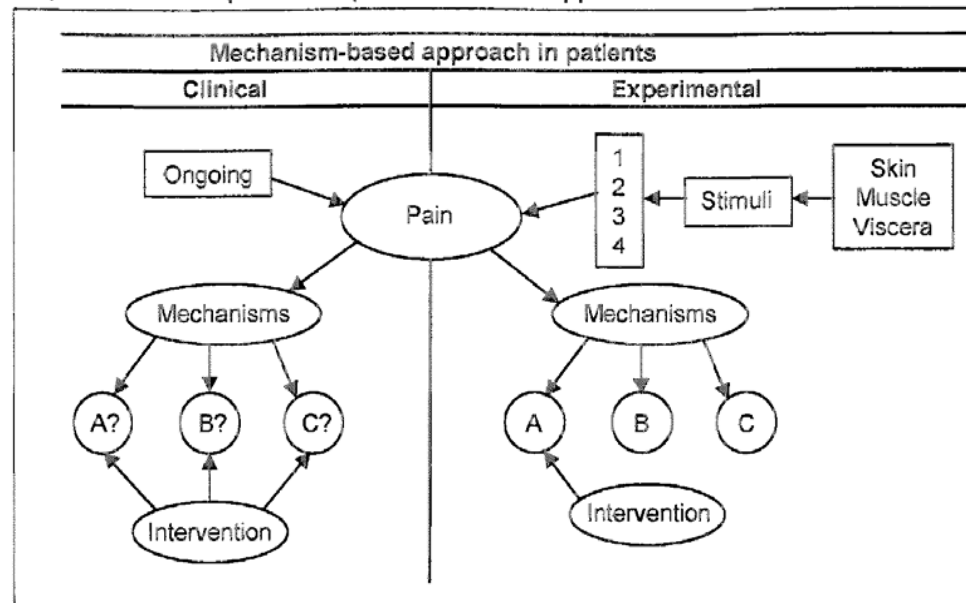 Mechanism-based approach in patients
Clinical
Experimental
Ongoing
Pain
1
2
3
4
Stimuli
Skin
Muscle
Viscera
Mechanisms
Mechanisms
A?
B?
C?
A
B
C
Intervention
Intervention